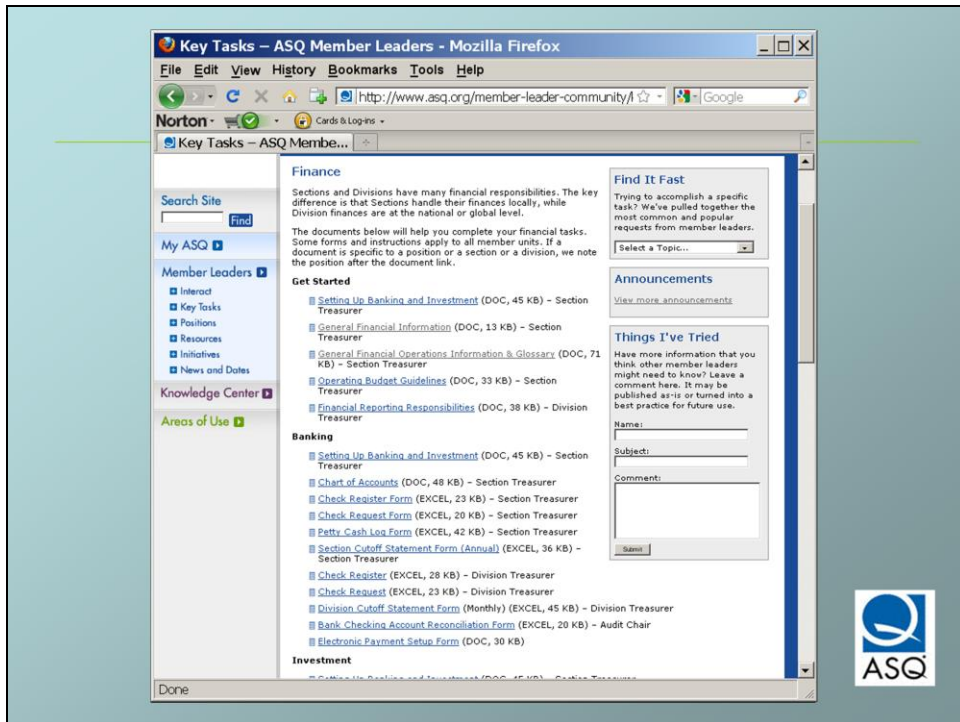 Key Tasks – ASQ Member Leaders - Mozilla Firefox
File Edit View History Bookmarks Tools Help
http://www.asq.org/member-leader-community/
Google
Norton
Cards & Log-ins
Key Tasks – ASQ Membe...
Search Site
Find
My ASQ
Member Leaders
Interact
Key Tasks
Positions
Resources
Initiatives
News and Dates
Knowledge Center
Areas of Use
Finance
Sections and Divisions have many financial responsibilities. The key
difference is that Sections handle their finances locally, while
Division finances are at the national or global level.
The documents below will help you complete your financial tasks.
Some forms and instructions apply to all member units. If a
document is specific to a position or a section or a division, we note
the position after the document link.
Get Started
Setting Up Banking and Investment (DOC, 45 KB) – Section
Treasurer
General Financial Information (DOC, 13 KB) – Section
Treasurer
General Financial Operations Information & Glossary (DOC, 71
KB) – Section Treasurer
Operating Budget Guidelines (DOC, 33 KB) – Section
Treasurer
Financial Reporting Responsibilities (DOC, 38 KB) – Division
Treasurer
Banking
Setting Up Banking and Investment (DOC, 45 KB) – Section
Treasurer
Chart of Accounts (DOC, 48 KB) – Section Treasurer
Check Register Form (EXCEL, 23 KB) – Section Treasurer
Check Request Form (EXCEL, 20 KB) – Section Treasurer
Petty Cash Log Form (EXCEL, 42 KB) – Section Treasurer
Section Cutoff Statement Form (Annual) (EXCEL, 36 KB) –
Section Treasurer
Check Register (EXCEL, 28 KB) – Division Treasurer
Check Request (EXCEL, 23 KB) – Division Treasurer
Division Cutoff Statement Form (Monthly) (EXCEL, 45 KB) – Division Treasurer
Bank Checking Account Reconciliation Form (EXCEL, 20 KB) – Audit Chair
Electronic Payment Setup Form (DOC, 30 KB)
Investment
Find It Fast
Trying to accomplish a specific
task? We've pulled together the
most common and popular
requests from member leaders.
Select a Topic...
Announcements
View more announcements
Things I've Tried
Have more information that you
think other member leaders
might need to know? Leave a
comment here. It may be
published as-is or turned into a
best practice for future use.
Name:
Subject:
Comment:
Submit
Done
ASQ